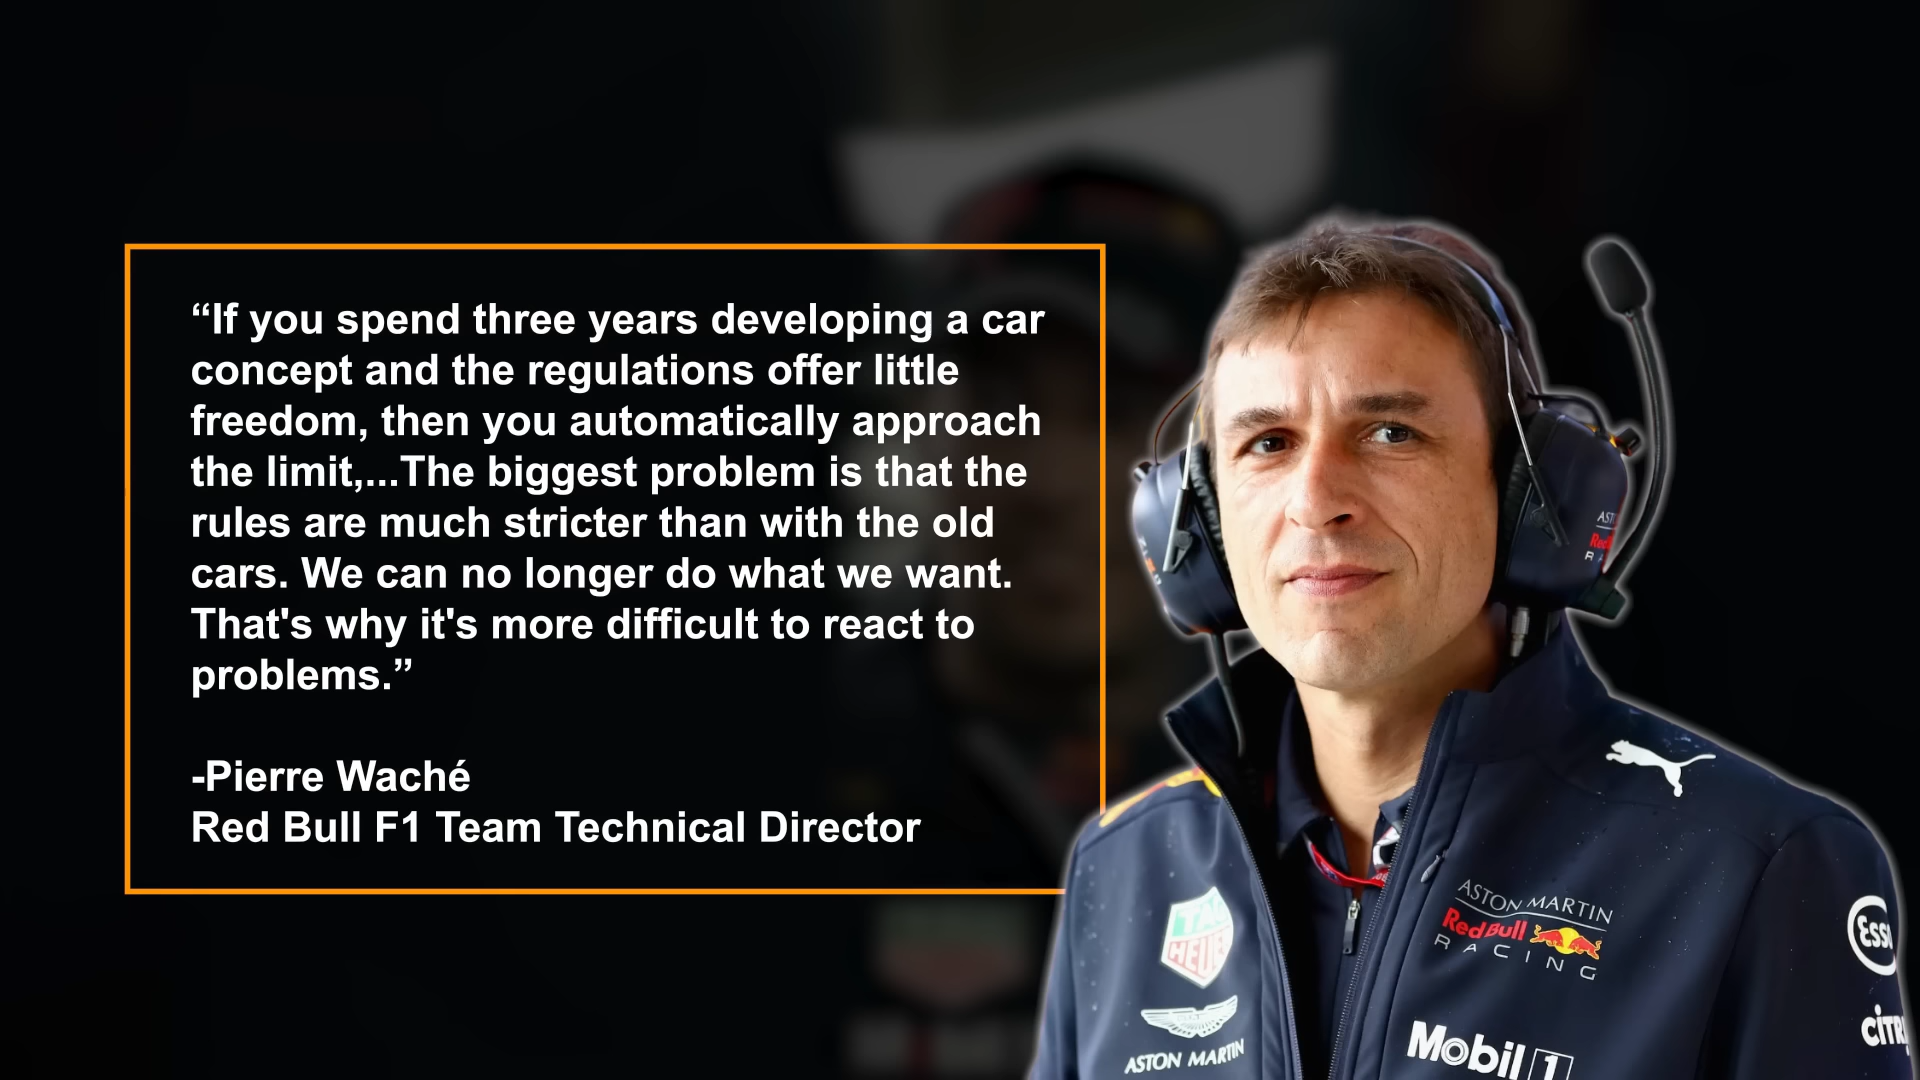 “If you spend three years developing a car
concept and the regulations offer little
freedom, then you automatically approach
the limit,...The biggest problem is that the
rules are much stricter than with the old
cars. We can no longer do what we want.
That's why it's more difficult to react to
problems.”
-Pierre Waché
Red Bull F1 Team Technical Director
TAG
HEUER
ASTON MARTIN
ASTON MARTIN
Red Bull
RACING
Mobil 1
Esso